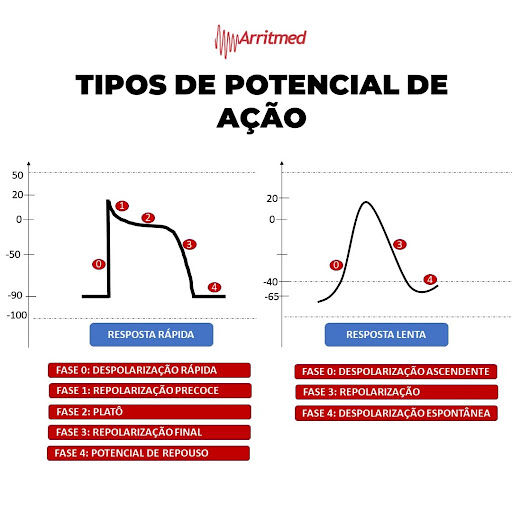 Arritmed
TIPOS DE POTENCIAL DE
AÇÃO
50
20
0
-50
-90
-100
0
1
2
3
4
RESPOSTA RÁPIDA
FASE 0: DESPOLARIZAÇÃO RÁPIDA
FASE 1: REPOLARIZAÇÃO PRECOCE
FASE 2: PLATÔ
FASE 3: REPOLARIZAÇÃO FINAL
FASE 4: POTENCIAL DE REPOUSO
20
0
-40
-65
0
3
4
RESPOSTA LENTA
FASE 0: DESPOLARIZAÇÃO ASCENDENTE
FASE 3: REPOLARIZAÇÃO
FASE 4: DESPOLARIZAÇÃO ESPONTÂNEA